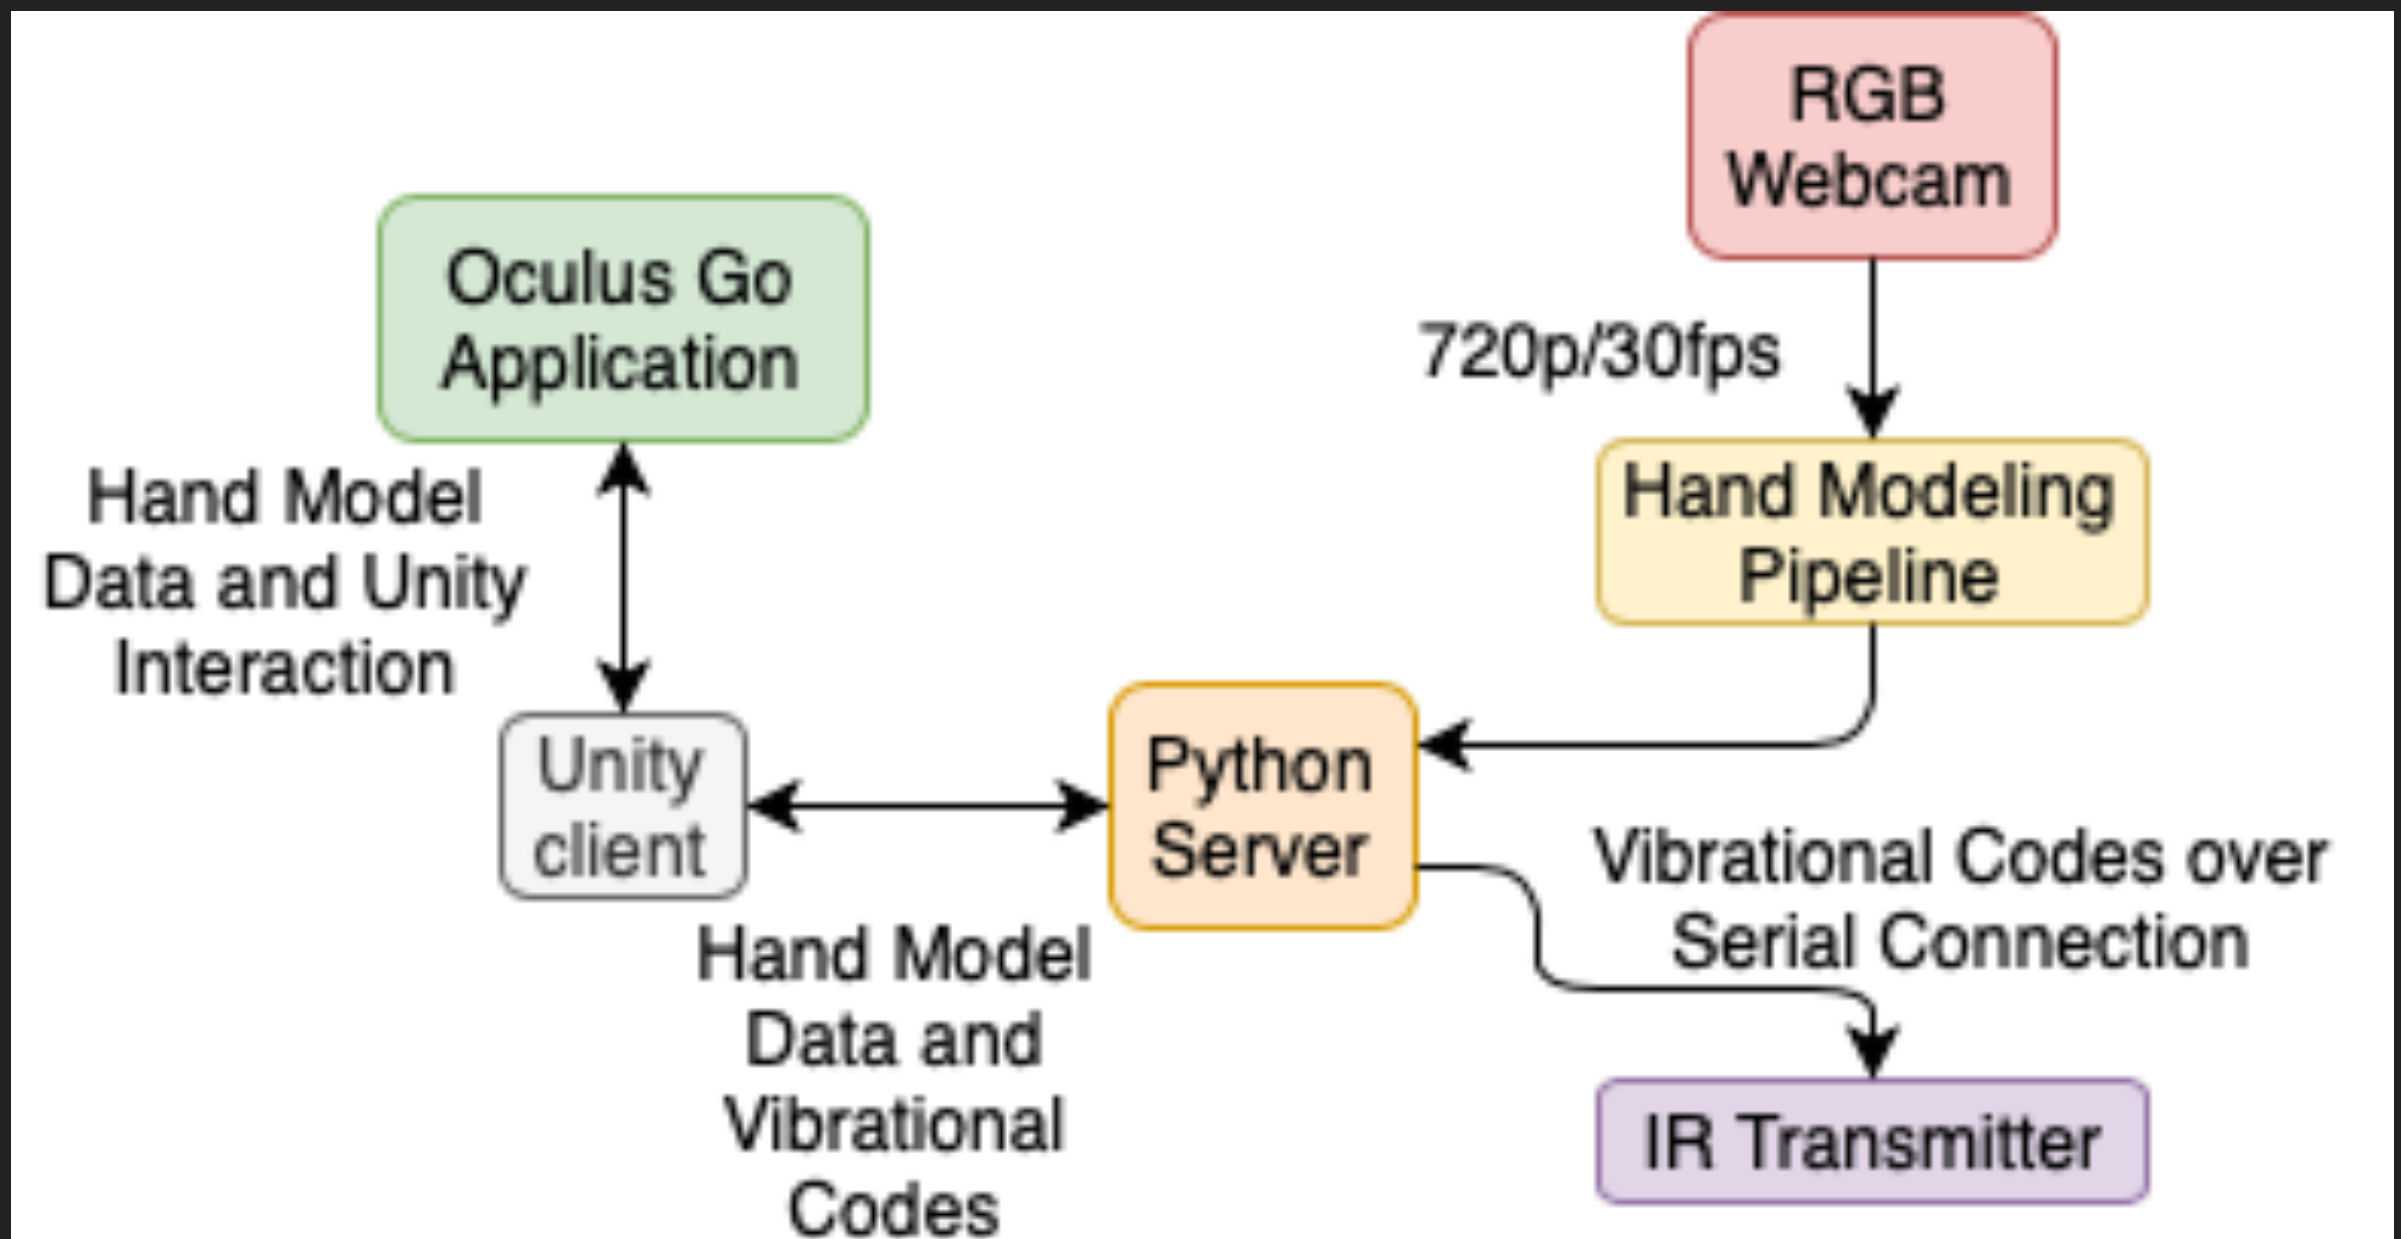 RGB
Webcam
Oculus Go
Application
720p/30fps
Hand Model
Data and Unity
Interaction
Hand Modeling
Pipeline
Unity
client
Python
Server
Vibrational Codes over
Serial Connection
Hand Model
Data and
Vibrational
Codes
IR Transmitter